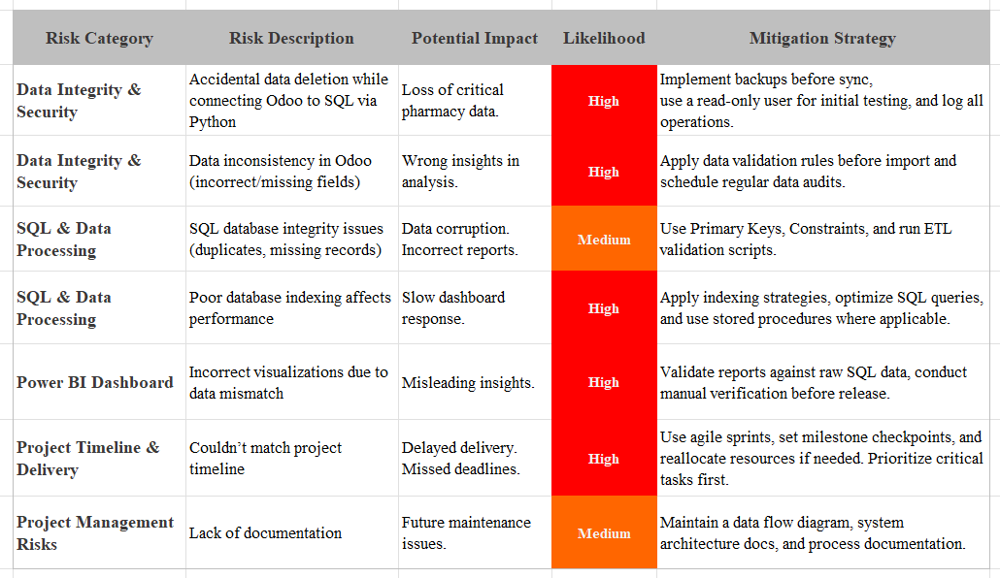 Risk Category Risk Description Potential Impact Likelihood Mitigation Strategy
Data Integrity &
Security
Accidental data deletion while
connecting Odoo to SQL via
Python
Loss of critical
pharmacy data.
High
Implement backups before sync,
use a read-only user for initial testing, and log all
operations.
Data Integrity &
Security
Data inconsistency in Odoo
(incorrect/missing fields)
Wrong insights in
analysis.
High
Apply data validation rules before import and
schedule regular data audits.
SQL & Data
Processing
SQL database integrity issues
(duplicates, missing records)
Data corruption.
Incorrect reports.
Medium
Use Primary Keys, Constraints, and run ETL
validation scripts.
SQL & Data
Processing
Poor database indexing affects
performance
Slow dashboard
response.
High
Apply indexing strategies, optimize SQL queries,
and use stored procedures where applicable.
Power BI Dashboard
Incorrect visualizations due to
data mismatch
Misleading insights.
High
Validate reports against raw SQL data, conduct
manual verification before release.
Project Timeline &
Delivery
Couldn’t match project
timeline
Delayed delivery.
Missed deadlines.
High
Use agile sprints, set milestone checkpoints, and
reallocate resources if needed. Prioritize critical
tasks first.
Project Management
Risks
Lack of documentation
Future maintenance
issues.
Medium
Maintain a data flow diagram, system
architecture docs, and process documentation.